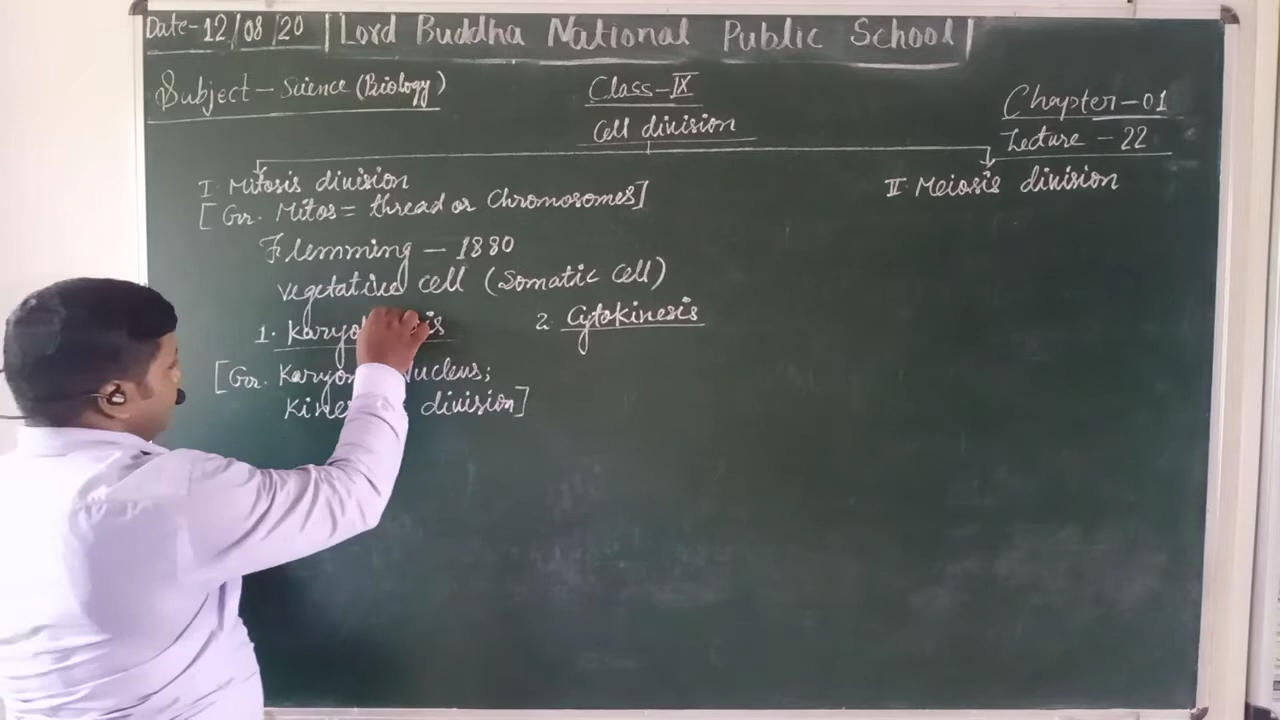 Date-12/08/20 | Lord Buddha National Public School |
Subject - Science (Biology)
Class-IX
Chapter-01
Cell division
Lecture - 22
I. Mitosis division
II. Meiosis division
[Gr. Mitos = thread or Chromosomes]
Flemming - 1880
vegetative cell (Somatic cell)
1.
2. Cytokinesis
[Gr. Karyon Nucleus;
division]